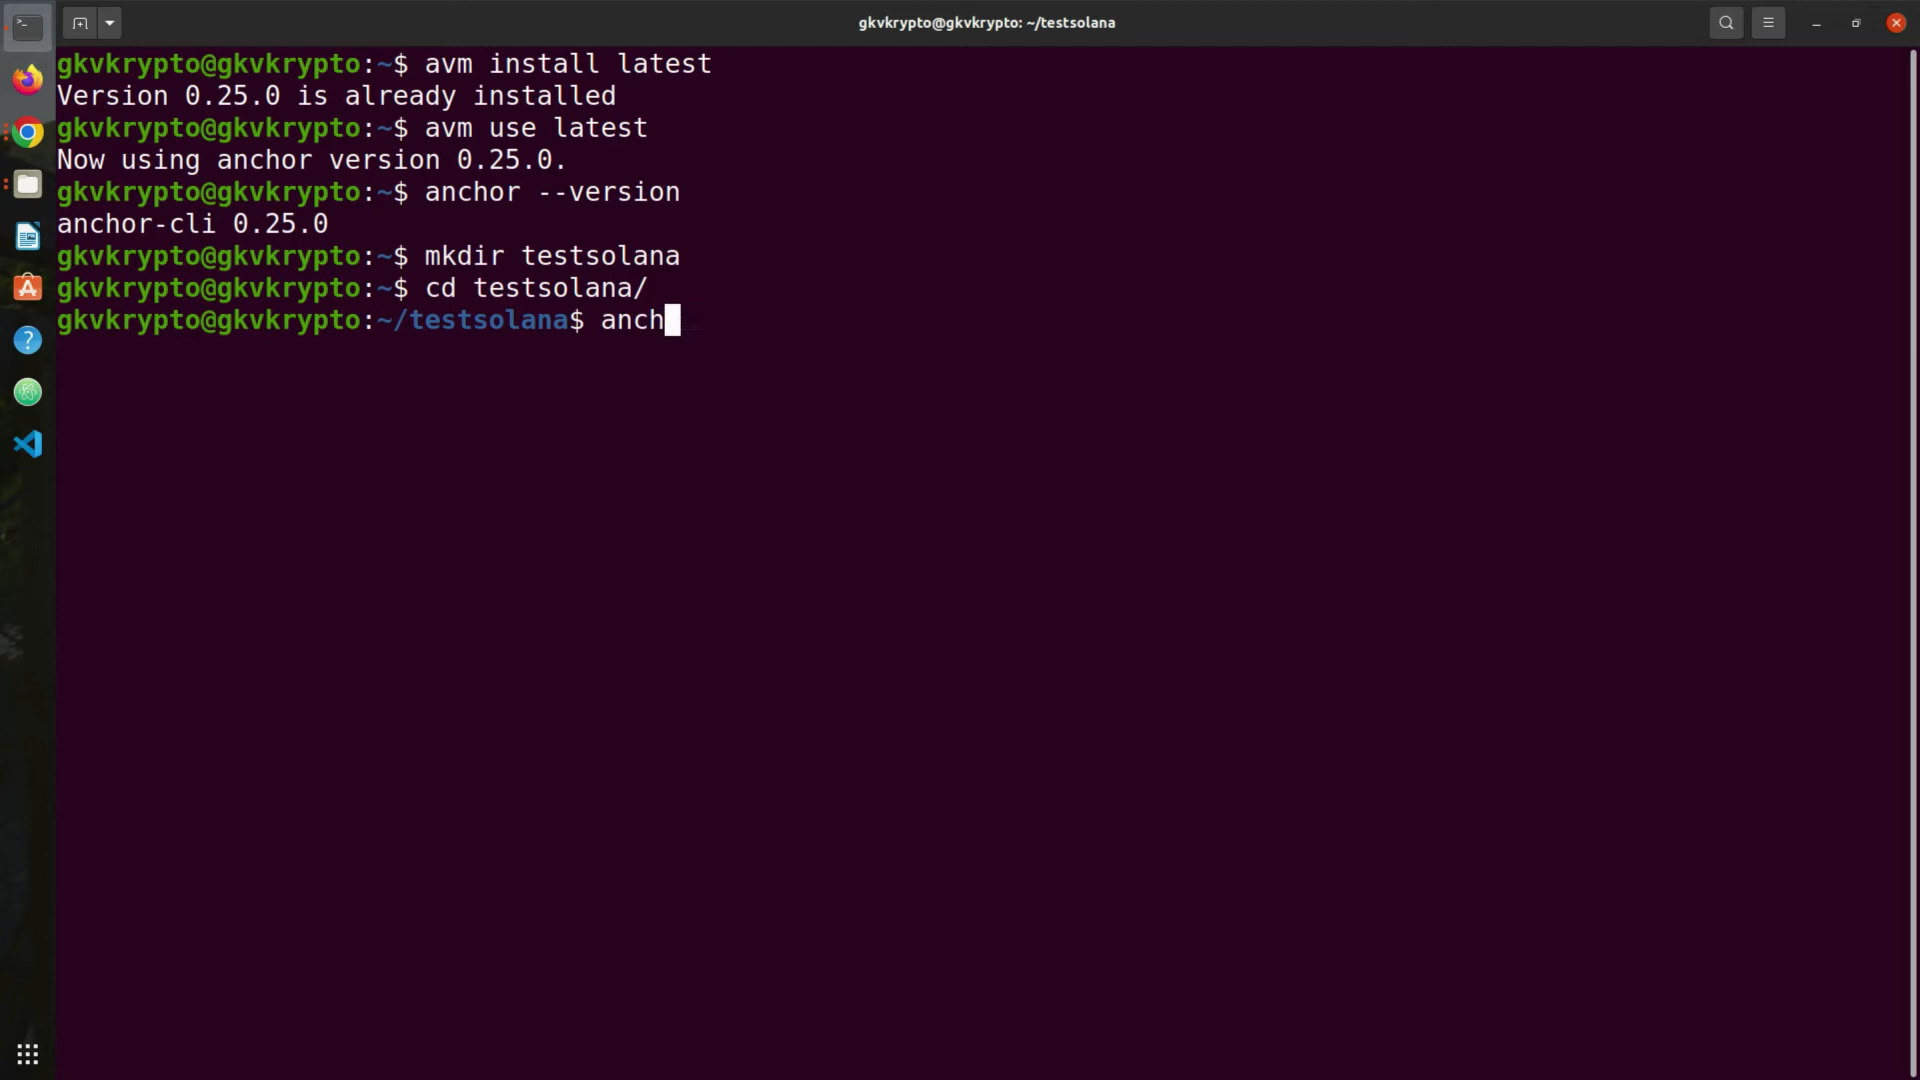 gkvkrypto@gkvkrypto: ~/testsolana
gkvkrypto@gkvkrypto:~$ avm install latest
Version 0.25.0 is already installed
gkvkrypto@gkvkrypto:~$ avm use latest
Now using anchor version 0.25.0.
gkvkrypto@gkvkrypto:~$ anchor --version
anchor-cli 0.25.0
gkvkrypto@gkvkrypto:~$ mkdir testsolana
gkvkrypto@gkvkrypto:~$ cd testsolana/
gkvkrypto@gkvkrypto:~/testsolana$ anch